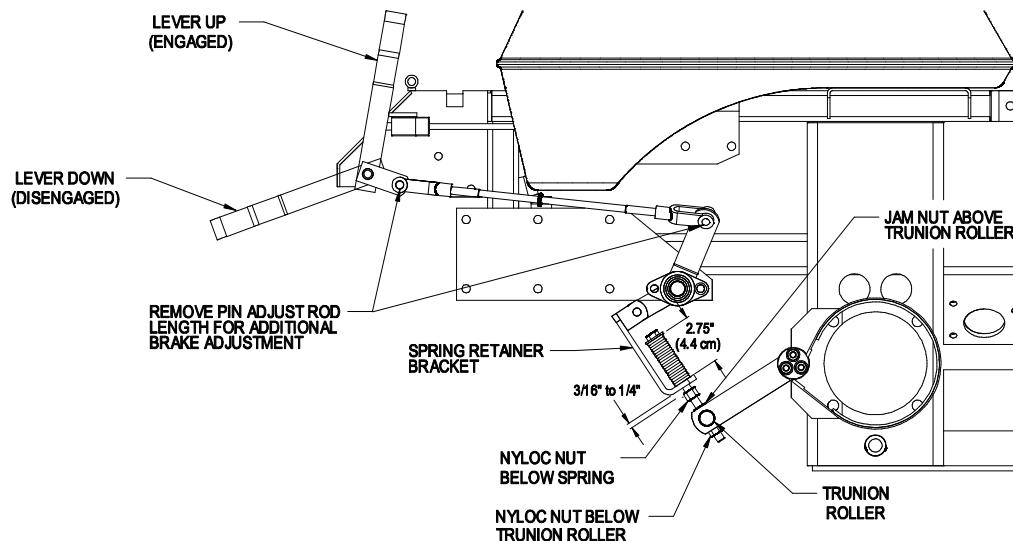 LEVER UP
(ENGAGED)
LEVER DOWN
(DISENGAGED)
JAM NUT ABOVE
TRUNION ROLLER
REMOVE PIN ADJUST ROD
LENGTH FOR ADDITIONAL
BRAKE ADJUSTMENT
2.75"
(4.4 cm)
SPRING RETAINER
BRACKET
3/16" to 1/4"
NYLOC NUT
BELOW SPRING
TRUNION
ROLLER
NYLOC NUT BELOW
TRUNION ROLLER